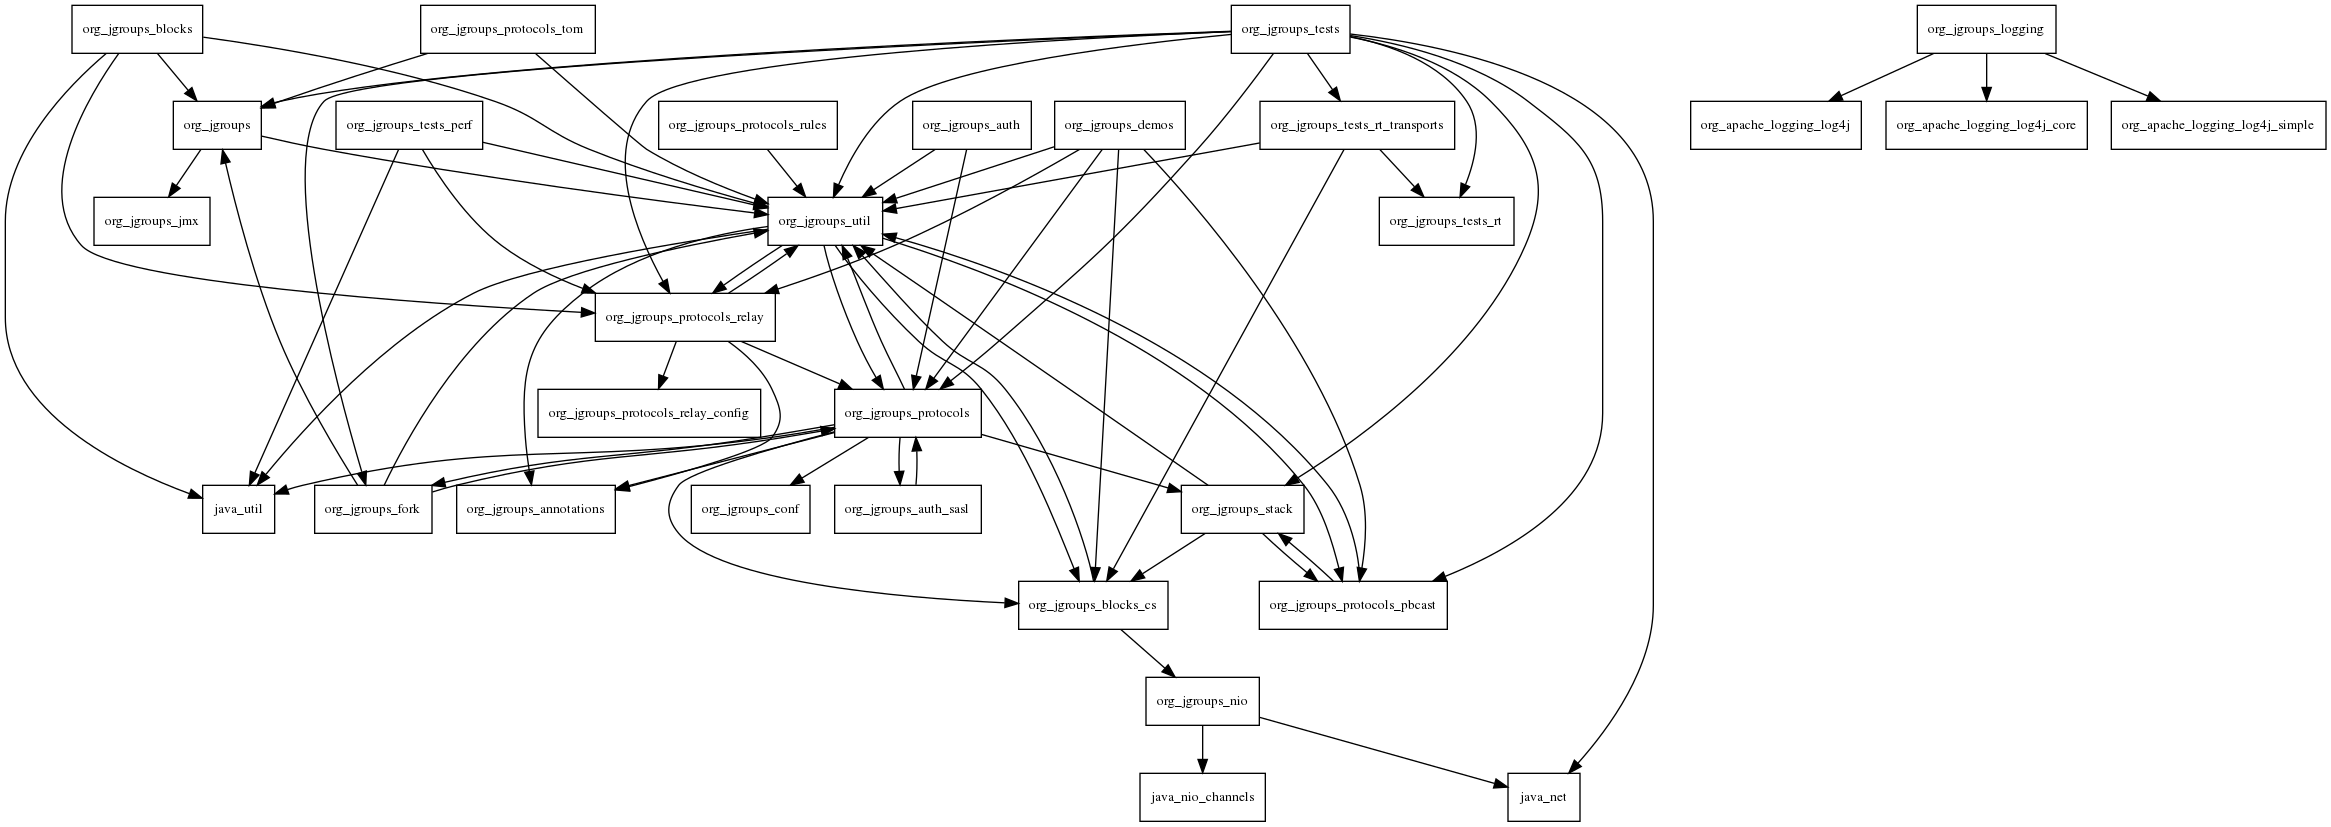 org_jgroups_blocks
org_jgroups_protocols_tom
org_jgroups_tests
org_jgroups_logging
org_jgroups
org_jgroups_tests_perf
org_jgroups_protocols_rules
org_jgroups_auth
org_jgroups_demos
org_jgroups_tests_rt_transports
org_apache_logging_log4j
org_apache_logging_log4j_core
org_apache_logging_log4j_simple
org_jgroups_jmx
org_jgroups_util
org_jgroups_tests_rt
org_jgroups_protocols_relay
org_jgroups_protocols_relay_config
org_jgroups_protocols
java_util
org_jgroups_fork
org_jgroups_annotations
org_jgroups_conf
org_jgroups_auth_sasl
org_jgroups_stack
org_jgroups_blocks_cs
org_jgroups_protocols_pbcast
org_jgroups_nio
java_nio_channels
java_net